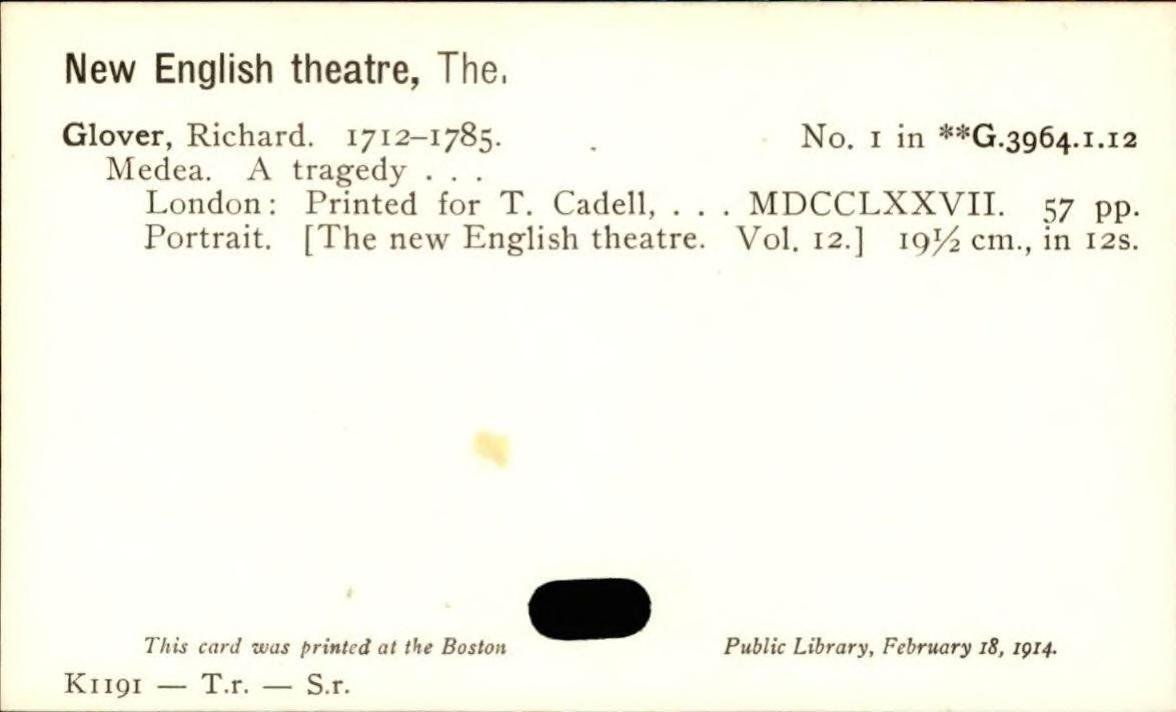 New English theatre, The.
Glover, Richard. 1712–1785. No. 1 in **G.3964.1.12
Medea. A tragedy . . .
London: Printed for T. Cadell, . . . MDCCLXXVII. 57 pp.
Portrait. [The new English theatre. Vol. 12.] 19½ cm., in 12s.
This card was printed at the Boston Public Library, February 18, 1914.
K1191 — T.r. — S.r.